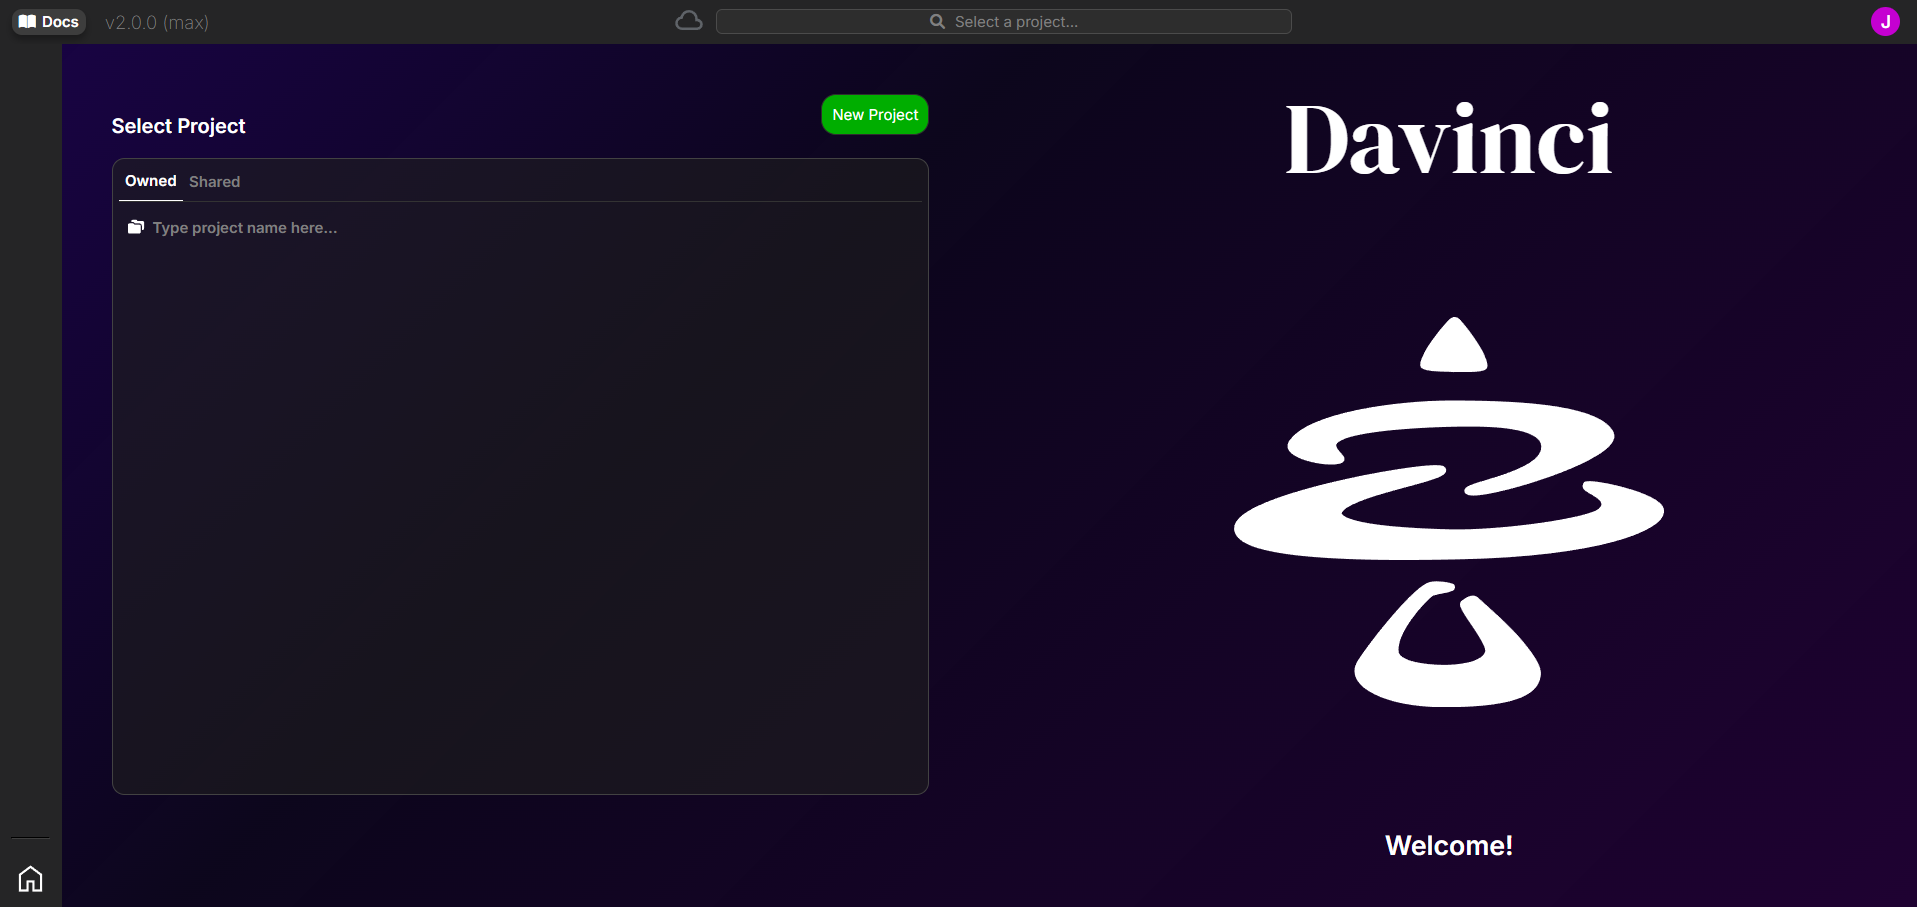 Docs
v2.0.0 (max)
Select a project...
J
Select Project
New Project
Owned
Shared
Type project name here...
Davinci
Welcome!